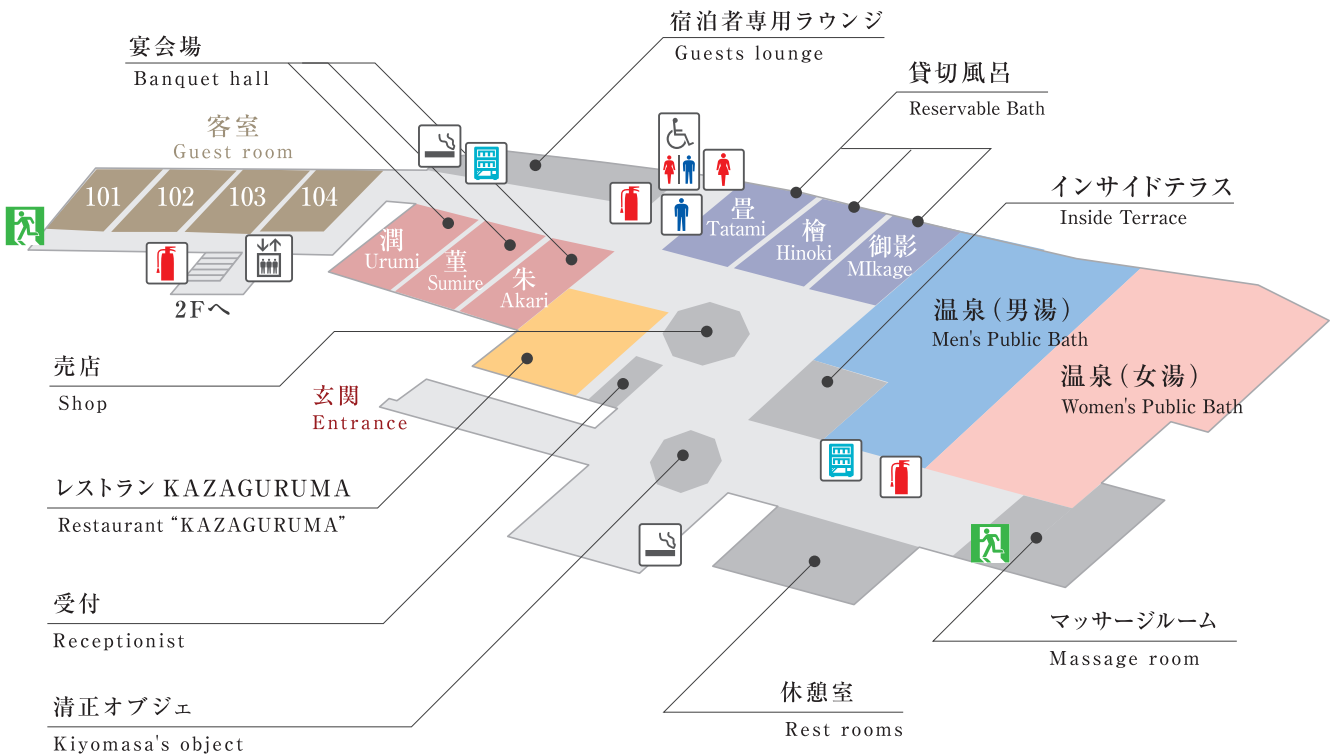 宿泊者専用ラウンジ
Guests lounge
宴会場
Banquet hall
貸切風呂
Reservable Bath
客室
Guest room
101
102
103
104
インサイドテラス
Inside Terrace
畳
Tatami
檜
Hinoki
御影
MIkage
潤
Urumi
菫
Sumire
朱
Akari
2Fへ
温泉（男湯）
Men's Public Bath
温泉（女湯）
Women's Public Bath
売店
Shop
玄関
Entrance
レストラン KAZAGURUMA
Restaurant “KAZAGURUMA”
受付
Receptionist
マッサージルーム
Massage room
休憩室
Rest rooms
清正オブジェ
Kiyomasa's object